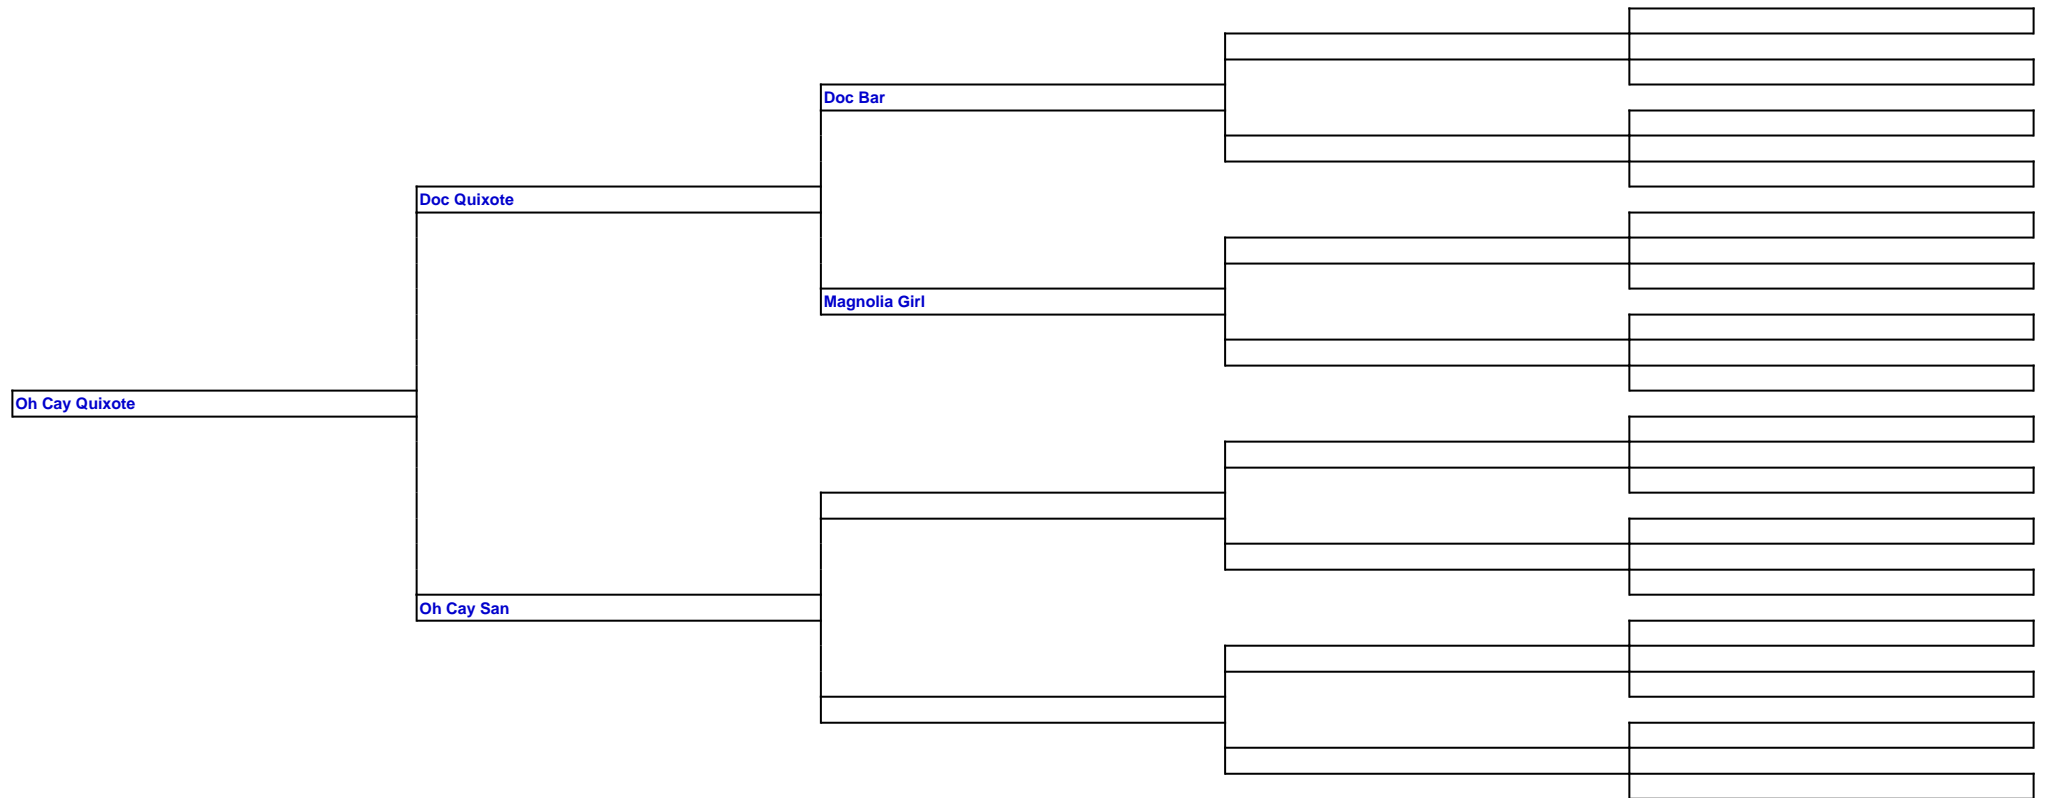 Doc Bar
Doc Quixote
Magnolia Girl
Oh Cay Quixote
Oh Cay San